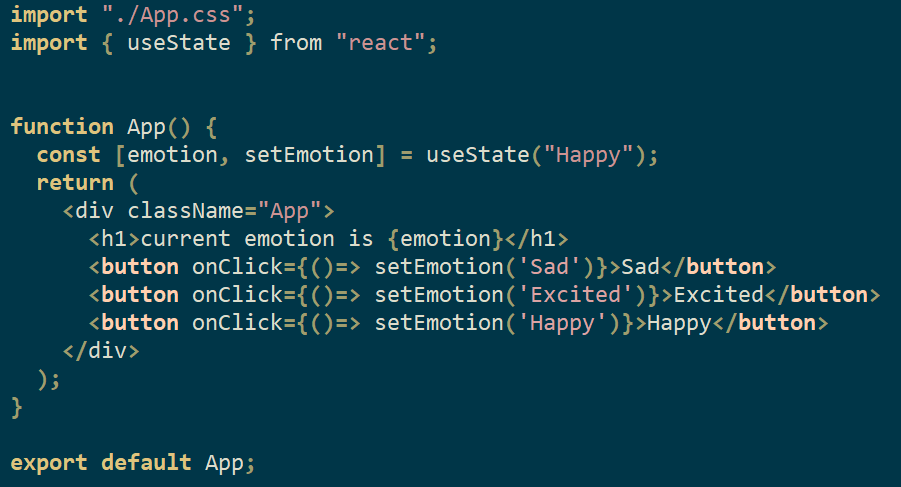 import "./App.css";
import { useState } from "react";
function App() {
  const [emotion, setEmotion] = useState("Happy");
  return (
    <div className="App">
      <h1>current emotion is {emotion}</h1>
      <button onClick={()=> setEmotion('Sad')}>Sad</button>
      <button onClick={()=> setEmotion('Excited')}>Excited</button>
      <button onClick={()=> setEmotion('Happy')}>Happy</button>
    </div>
  );
}
export default App;